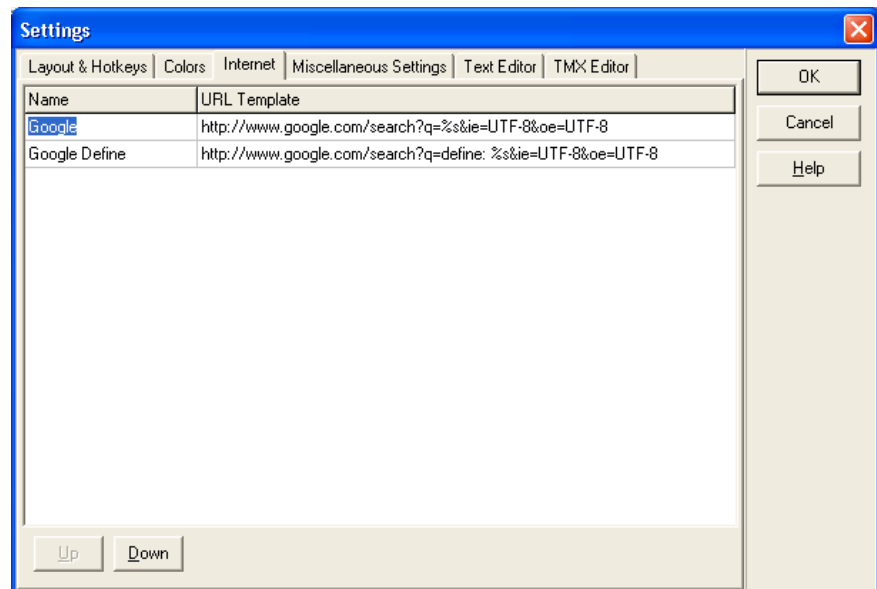 Settings
Layout & Hotkeys Colors Internet Miscellaneous Settings Text Editor TMX Editor
OK
Name URL Template
Google http://www.google.com/search?q=%s&ie=UTF-8&oe=UTF-8
Cancel
Google Define http://www.google.com/search?q=define: %s&ie=UTF-8&oe=UTF-8
Help
Up Down